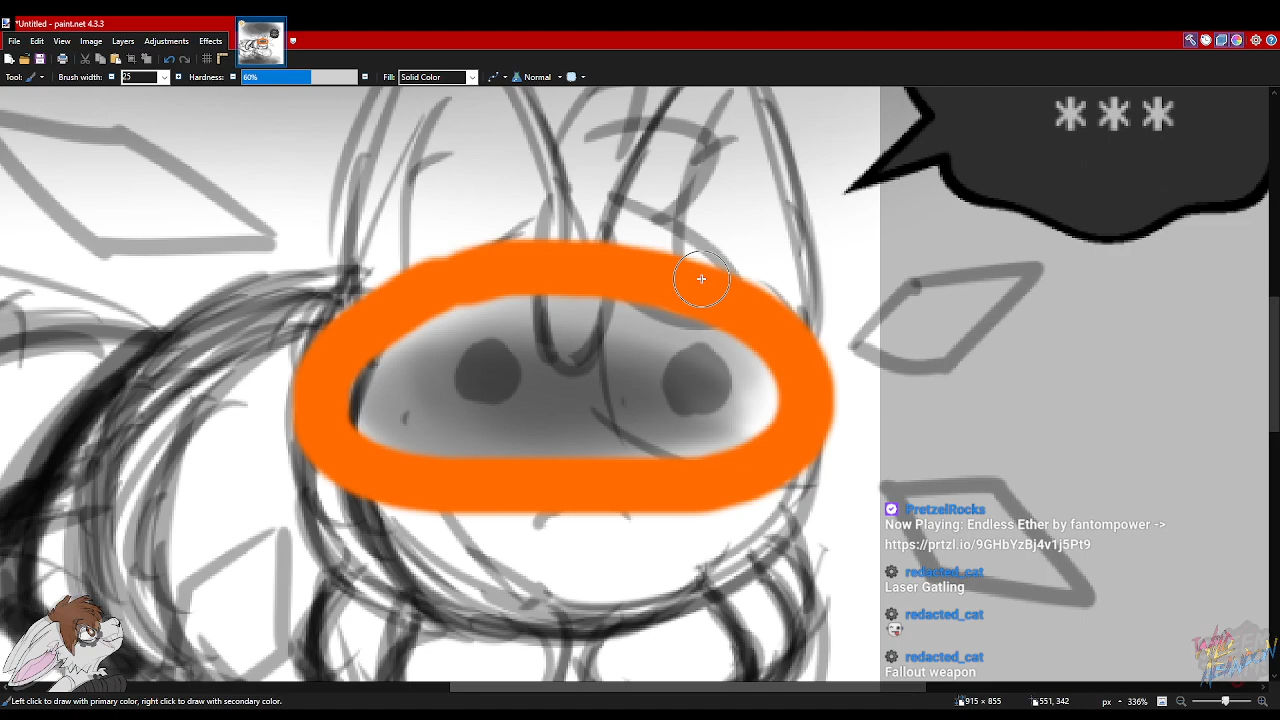 *Untitled - paint.net 4.3.3
File Edit View Image Layers Adjustments Effects
Tool: Brush width: 25 Hardness: 60% Fill: Solid Color Normal
***
PretzelRocks
Now Playing: Endless Ether by fantompower ->
https://prtzl.io/9GHbYzBj4v1j5Pt9
redacted_cat
Laser Gatling
redacted_cat
redacted_cat
Fallout weapon
Left click to draw with primary color, right click to draw with secondary color.
915 × 855
551, 342
px
336%